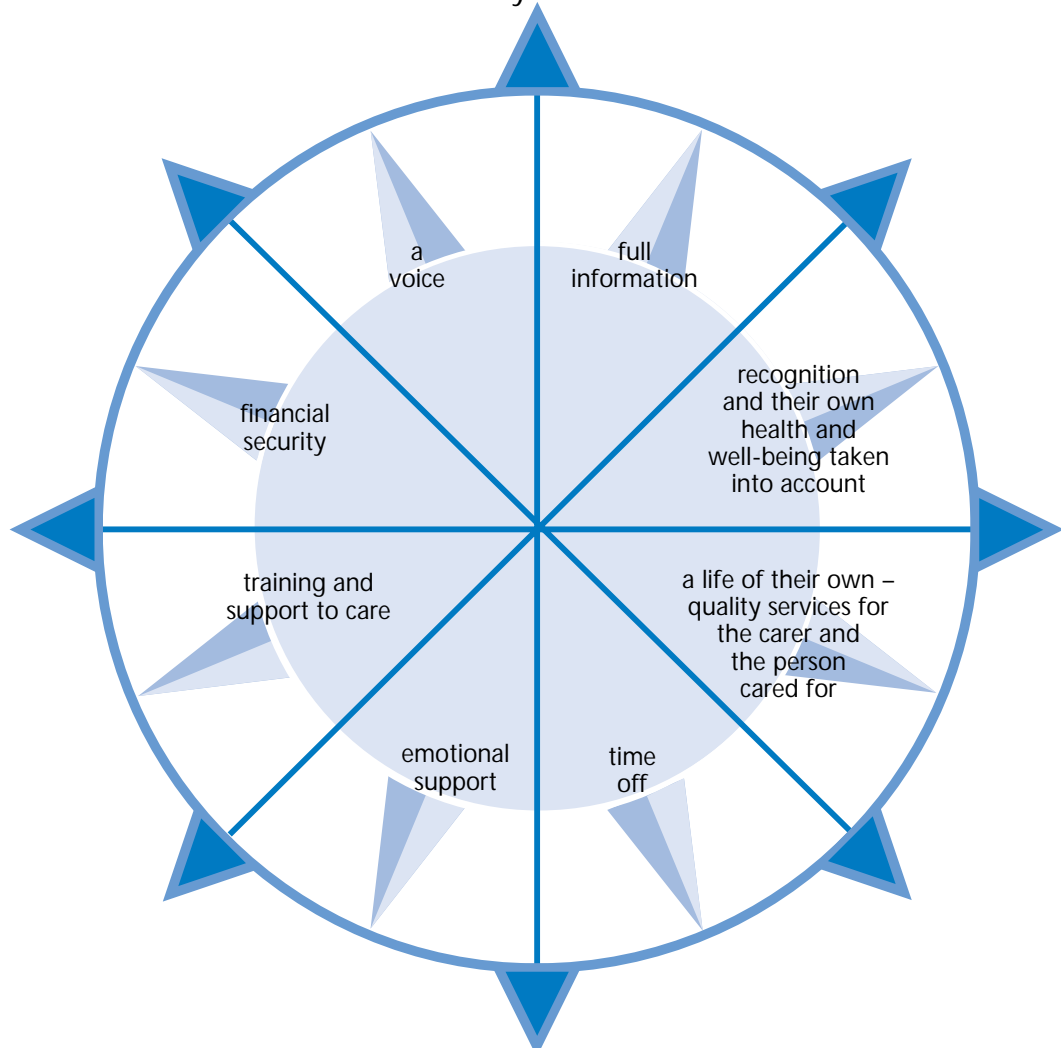 full
information
recognition
and their own
health and
well-being taken
into account
a life of their own –
quality services for
the carer and
the person
cared for
time
off
emotional
support
training and
support to care
financial
security
a
voice